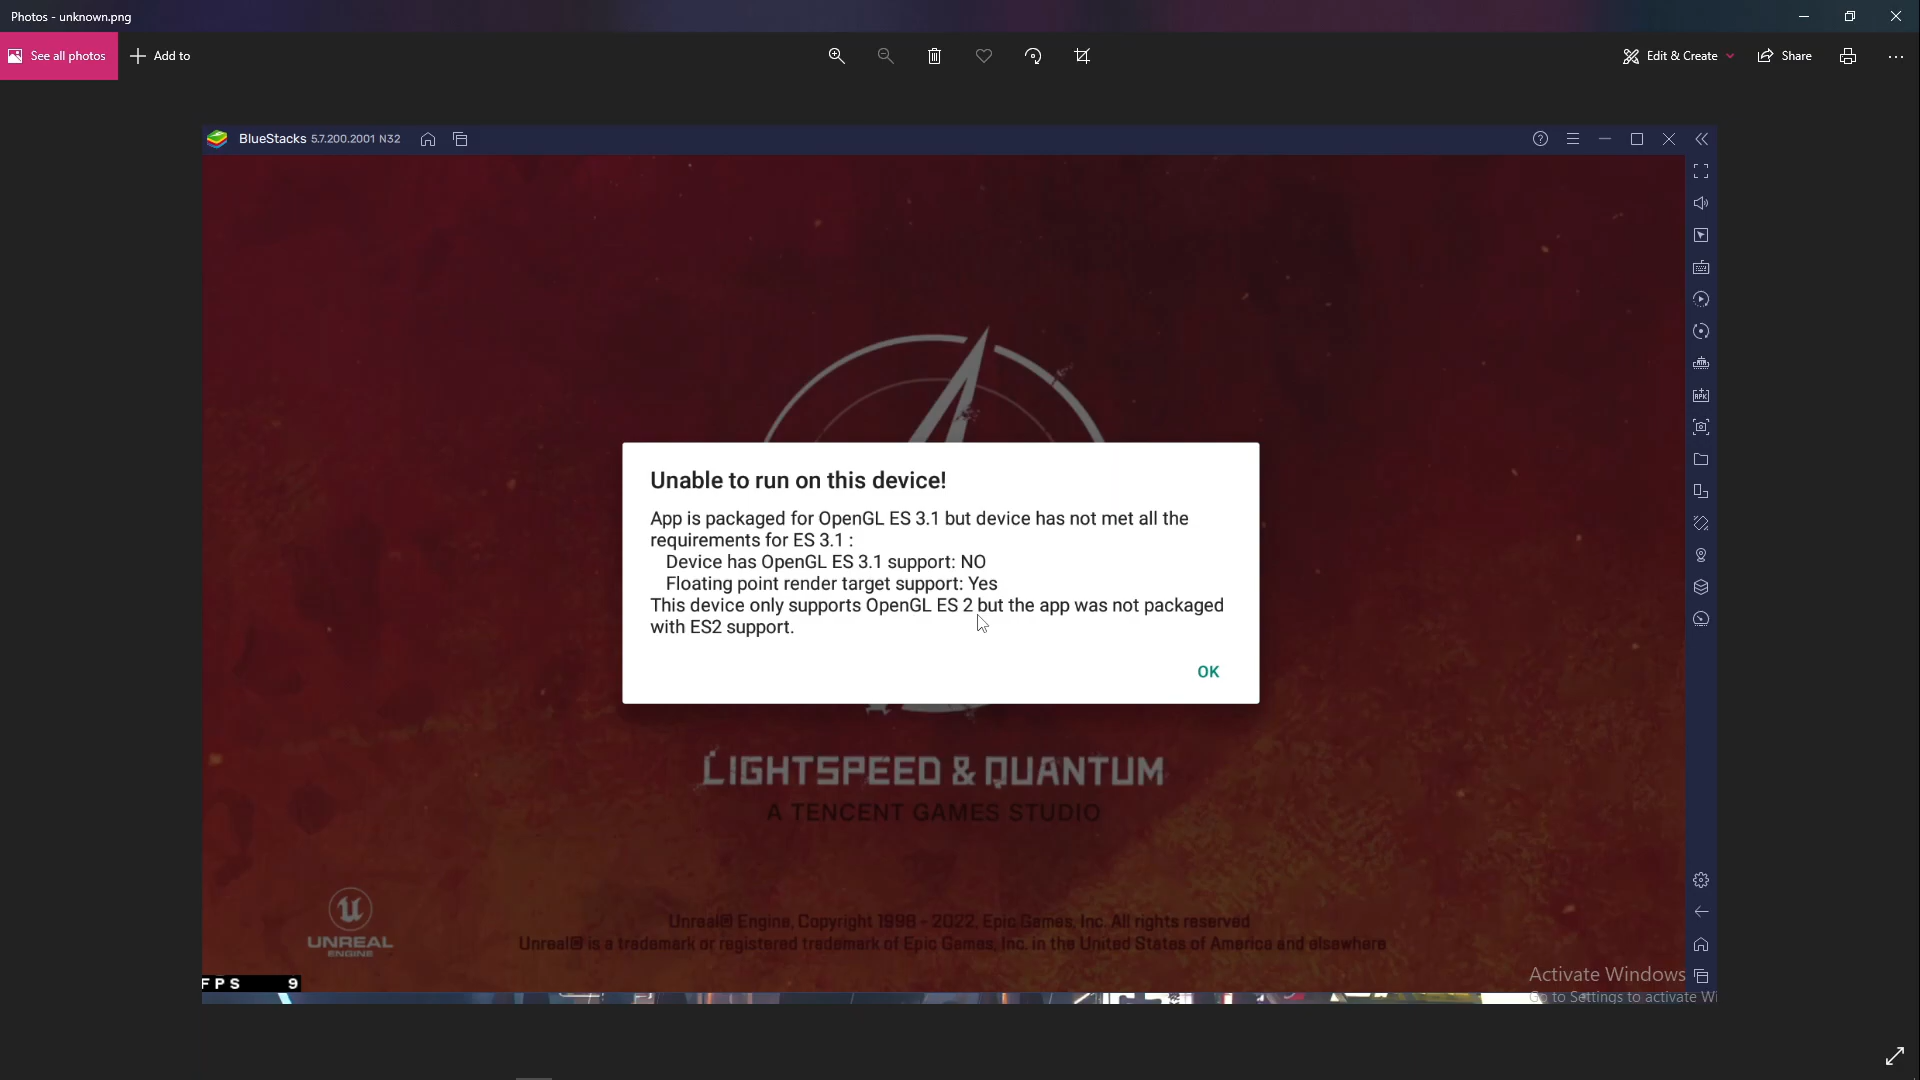 Photos - unknown.png
See all photos
Add to
Edit & Create
Share
BlueStacks 5.7.200.2001 N32
Unable to run on this device!
App is packaged for OpenGL ES 3.1 but device has not met all the
requirements for ES 3.1 :
Device has OpenGL ES 3.1 support: NO
Floating point render target support: Yes
This device only supports OpenGL ES 2 but the app was not packaged
with ES2 support.
OK
LIGHTSPEED & QUANTUM
A TENCENT GAMES STUDIO
UNREAL
ENGINE
Unreal® Engine, Copyright 1998 - 2022, Epic Games, Inc. All rights reserved
Unreal® is a trademark or registered trademark of Epic Games, Inc. in the United States of America and elsewhere
FPS 9
Activate Windows
Go to Settings to activate Wi